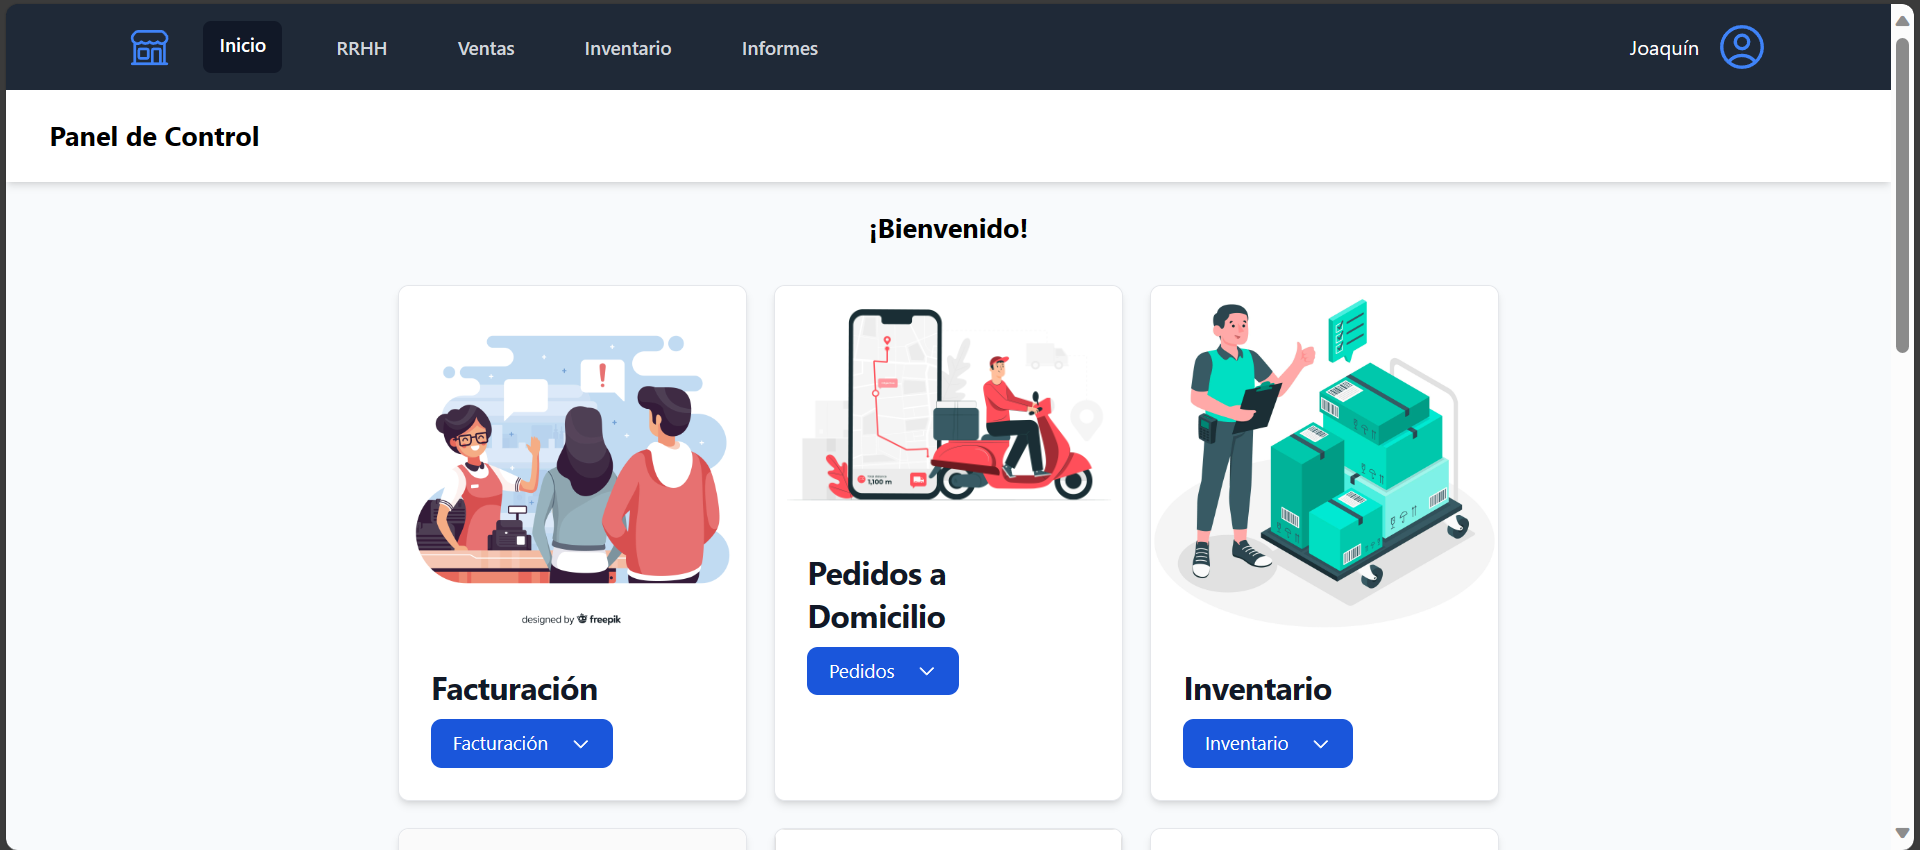 Inicio
RRHH
Ventas
Inventario
Informes
Joaquín
Panel de Control
¡Bienvenido!
1,100 m
designed by freepik
Facturación
Facturación
Pedidos a
Domicilio
Pedidos
Inventario
Inventario